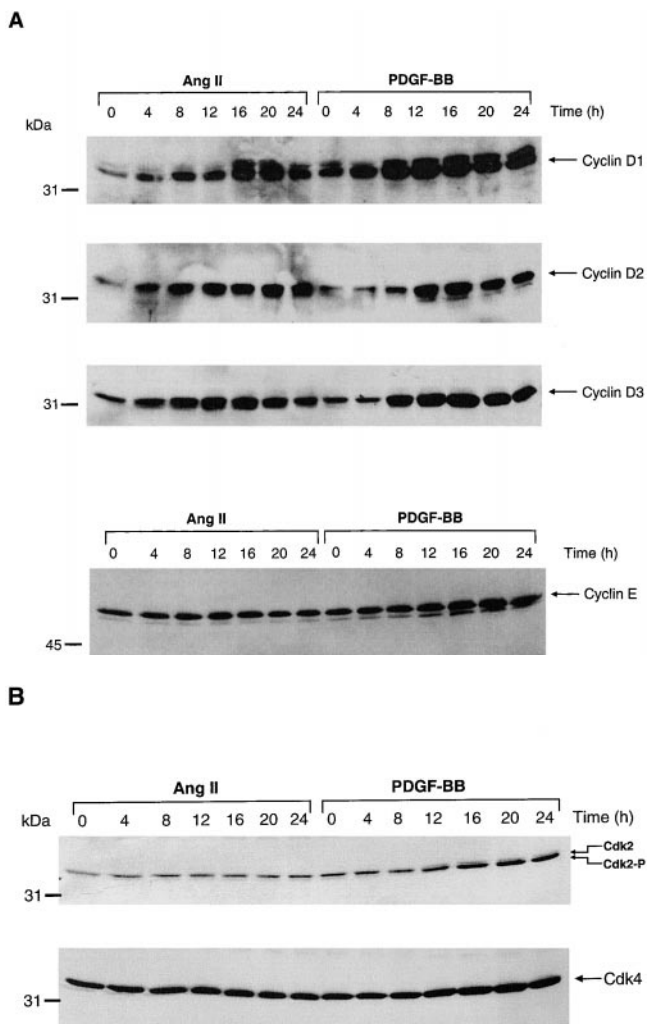 A
Ang II PDGF-BB
0 4 8 12 16 20 24 0 4 8 12 16 20 24 Time (h)
kDa
Cyclin D1
31
Cyclin D2
31
Cyclin D3
31
Ang II PDGF-BB
0 4 8 12 16 20 24 0 4 8 12 16 20 24 Time (h)
Cyclin E
45
B
Ang II PDGF-BB
kDa 0 4 8 12 16 20 24 0 4 8 12 16 20 24 Time (h)
Cdk2
Cdk2-P
31
Cdk4
31